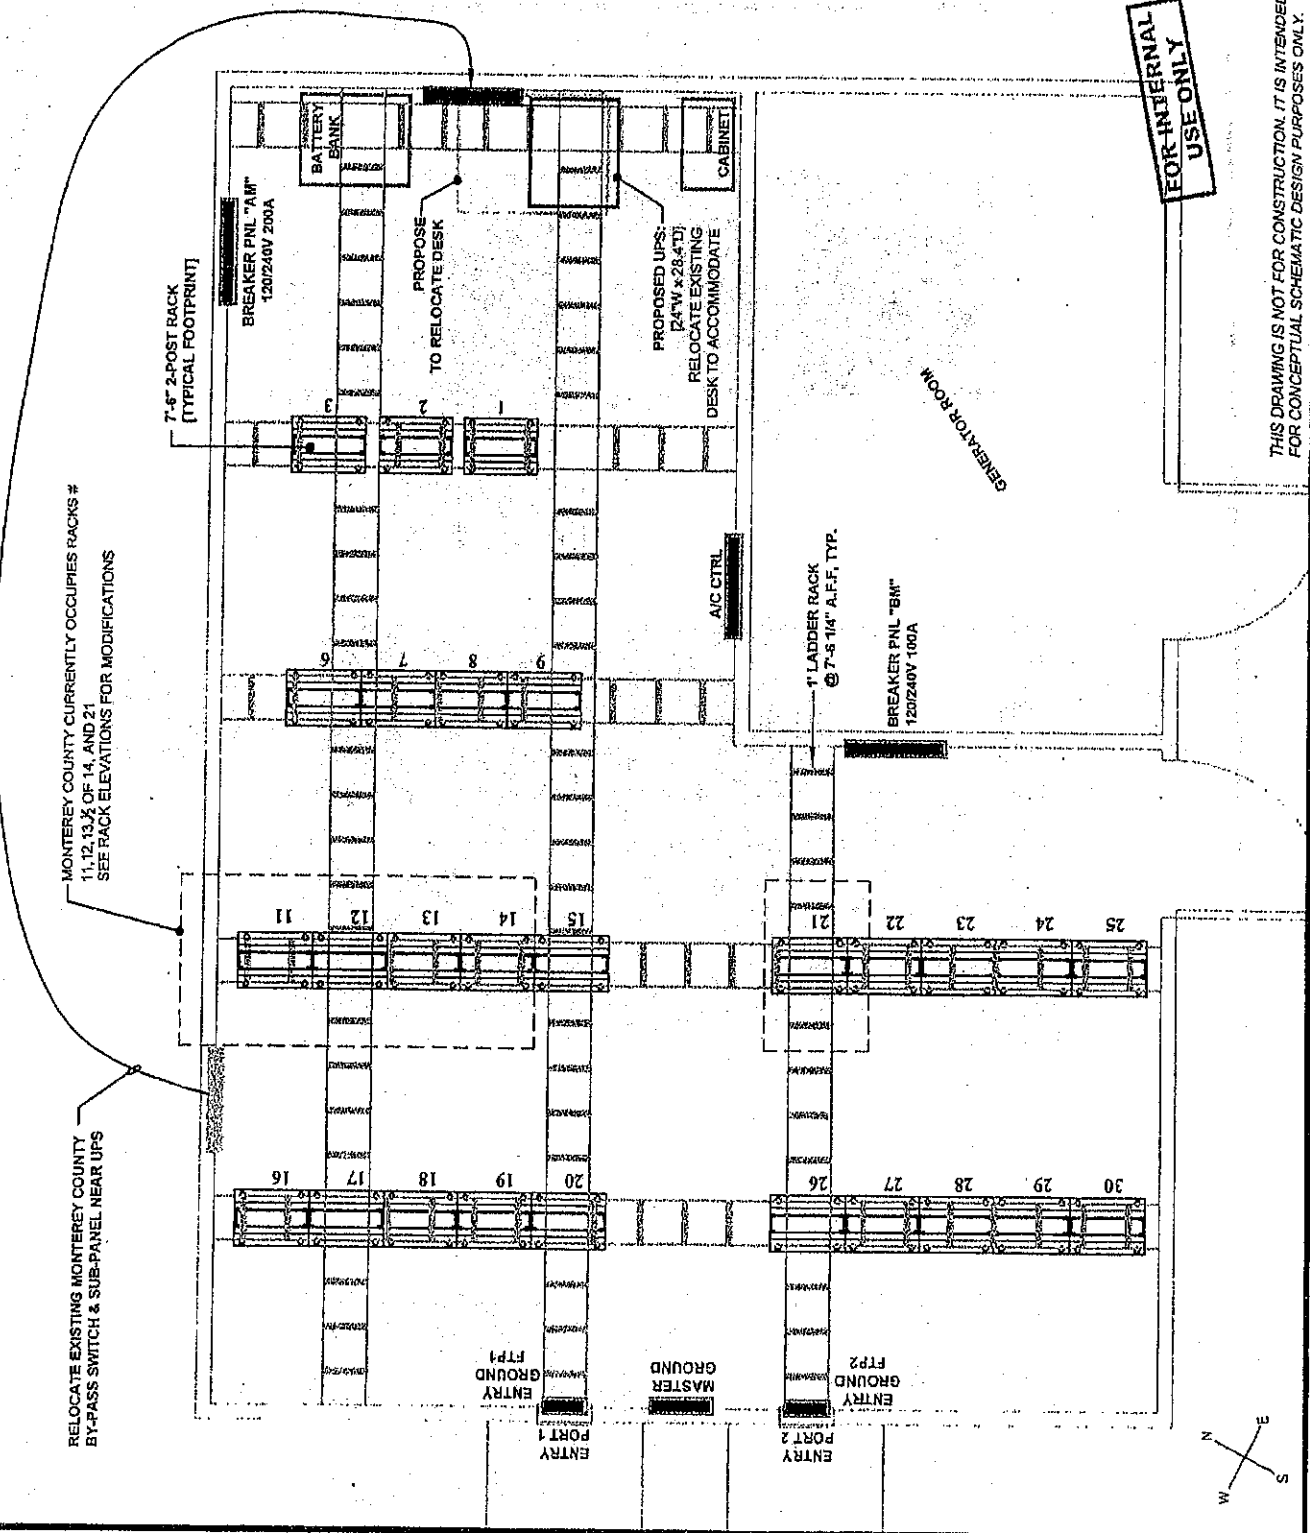 RELOCATE EXISTING MONTEREY COUNTY
BY-PASS SWITCH & SUB-PANEL NEAR UPS
MONTEREY COUNTY CURRENTLY OCCUPIES RACKS #
11,12,13,½ OF 14, AND 21
SEE RACK ELEVATIONS FOR MODIFICATIONS
7'-6" 2-POST RACK
[TYPICAL FOOTPRINT]
BREAKER PNL "AM"
120/240V 200A
BATTERY
BANK
PROPOSE
TO RELOCATE DESK
PROPOSED UPS:
[24"W x 28.4"D];
RELOCATE EXISTING
DESK TO ACCOMMODATE
CABINET
3
2
1
6
7
8
9
A/C CTRL
GENERATOR ROOM
1' LADDER RACK
@ 7'-6 1/4" A.F.F, TYP.
BREAKER PNL "BM"
120/240V 100A
11
12
13
14
15
21
22
23
24
25
16
17
18
19
20
26
27
28
29
30
ENTRY
GROUND
FTP1
MASTER
GROUND
ENTRY
GROUND
FTP2
ENTRY
PORT 1
ENTRY
PORT 2
N
E
S
W
FOR INTERNAL
USE ONLY
THIS DRAWING IS NOT FOR CONSTRUCTION. IT IS INTENDED
FOR CONCEPTUAL SCHEMATIC DESIGN PURPOSES ONLY.